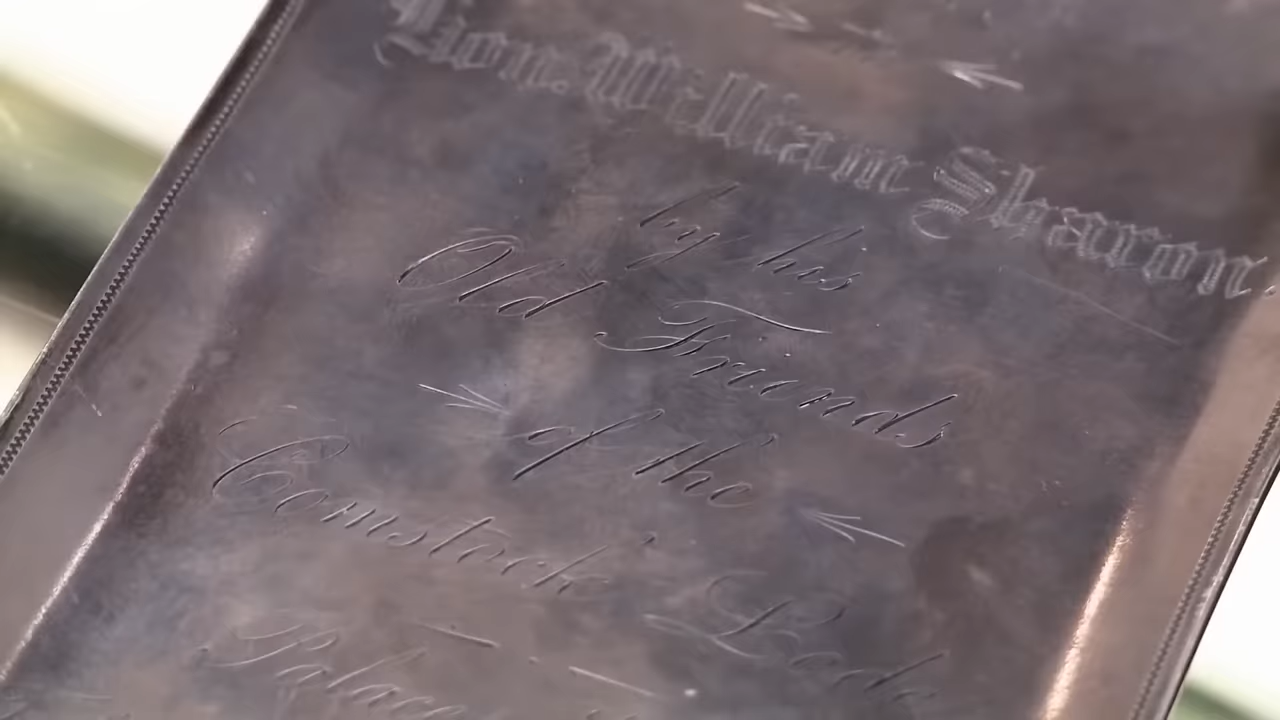 Hon. William Sharon.
by his
Old Friends
of the
Comstock Lode
Palace